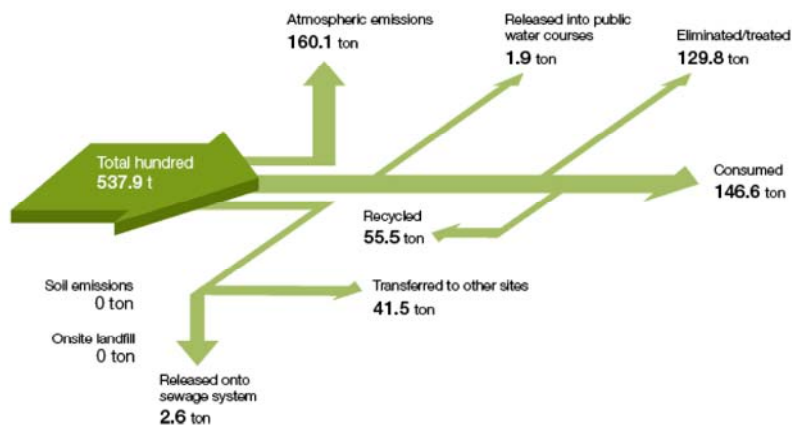 Atmospheric emissions
160.1 ton
Released into public
water courses
1.9 ton
Eliminated/treated
129.8 ton
Total hundred
537.9 t
Consumed
146.6 ton
Recycled
55.5 ton
Soil emissions
0 ton
Transferred to other sites
41.5 ton
Onsite landfill
0 ton
Released onto
sewage system
2.6 ton